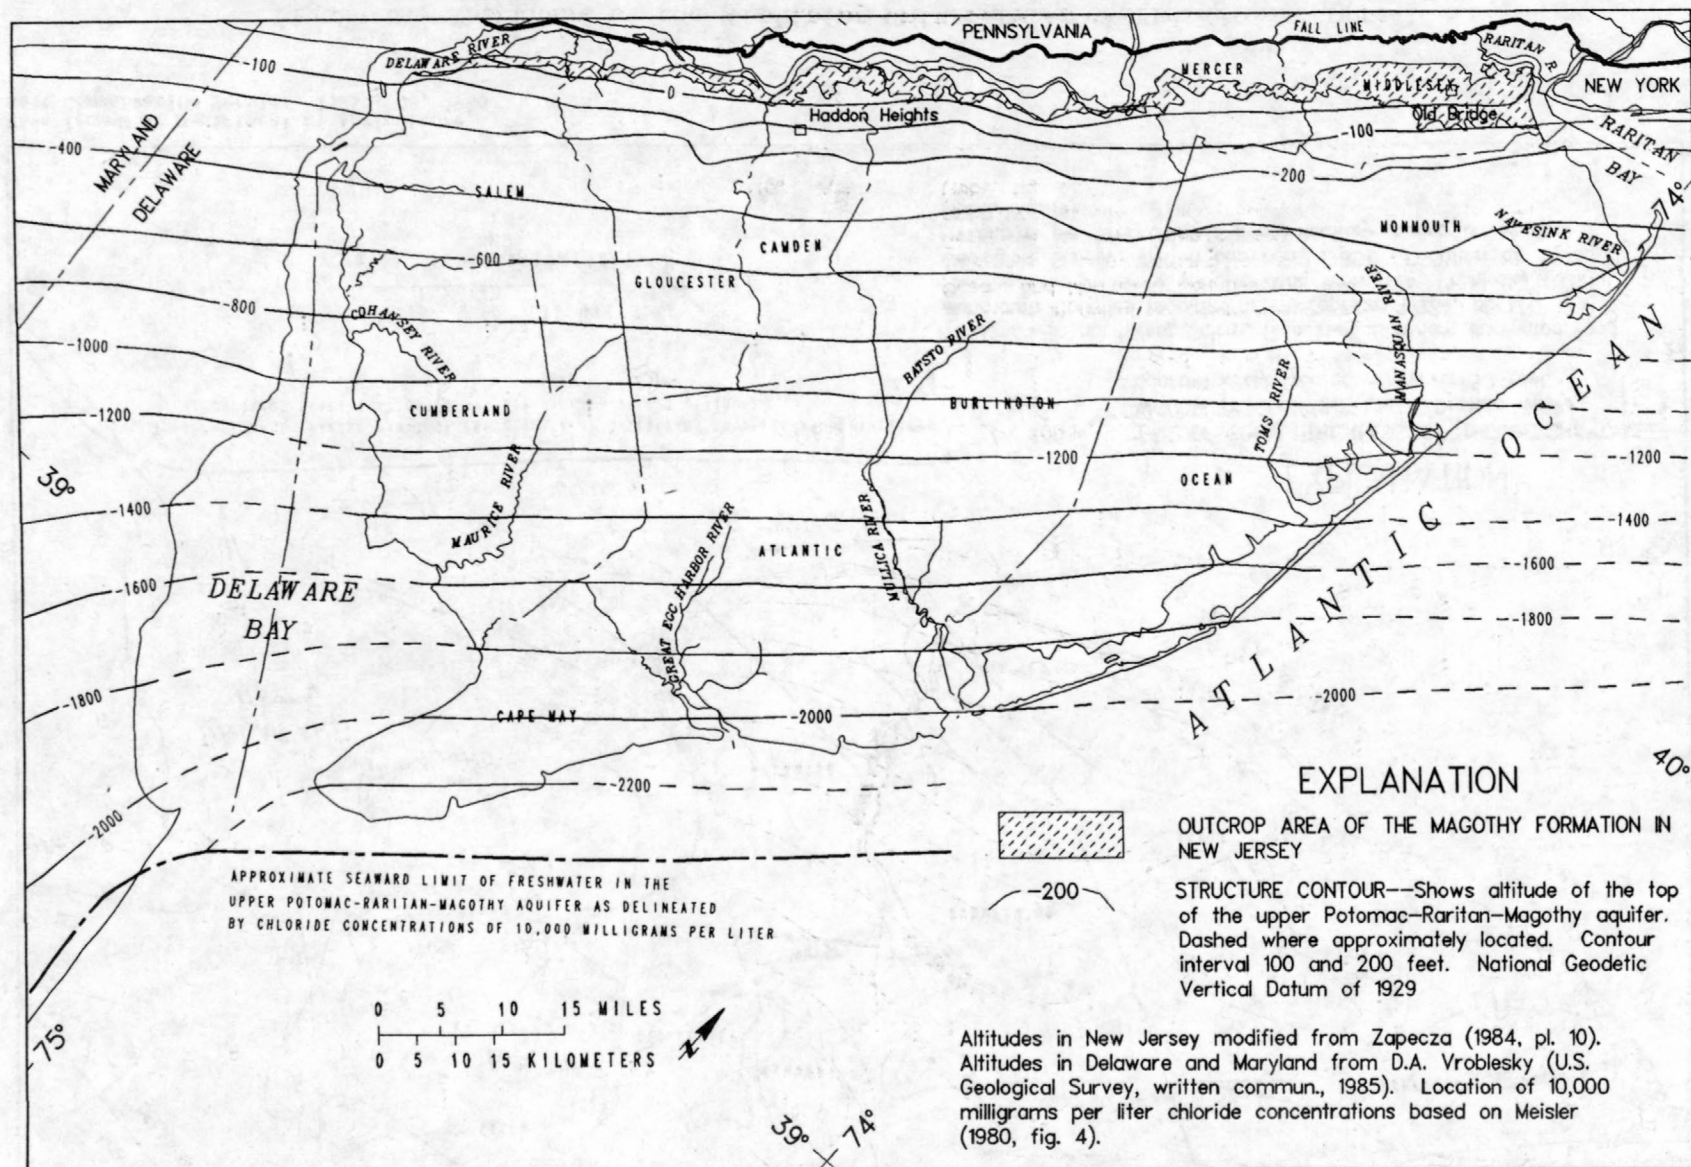 PENNSYLVANIA
FALL LINE
RARITAN R
DELAWARE RIVER
-100
MERCER
MIDDLESEX
NEW YORK
0
Haddon Heights
Old Bridge
-100
RARITAN
BAY
MARYLAND
DELAWARE
-400
-200
74°
SALEM
CAMDEN
MONMOUTH
NAVESINK RIVER
-600
GLOUCESTER
-800
COHANSEY RIVER
MANASQUAN RIVER
-1000
BATSTO RIVER
TOMS RIVER
-1200
CUMBERLAND
BURLINGTON
-1200
-1200
39°
MAURICE RIVER
OCEAN
-1400
MULLICA RIVER
-1400
GREAT EGG HARBOR RIVER
ATLANTIC
-1600
-1600
DELAWARE
BAY
ATLANTIC OCEAN
-1800
-1800
-2000
CAPE MAY
-2000
40°
-2200
-2000
EXPLANATION
OUTCROP AREA OF THE MAGOTHY FORMATION IN
NEW JERSEY
-200
STRUCTURE CONTOUR--Shows altitude of the top
of the upper Potomac-Raritan-Magothy aquifer.
Dashed where approximately located. Contour
interval 100 and 200 feet. National Geodetic
Vertical Datum of 1929
APPROXIMATE SEAWARD LIMIT OF FRESHWATER IN THE
UPPER POTOMAC-RARITAN-MAGOTHY AQUIFER AS DELINEATED
BY CHLORIDE CONCENTRATIONS OF 10,000 MILLIGRAMS PER LITER
0 5 10 15 MILES
0 5 10 15 KILOMETERS
N
75°
Altitudes in New Jersey modified from Zapecza (1984, pl. 10).
Altitudes in Delaware and Maryland from D.A. Vroblesky (U.S.
Geological Survey, written commun., 1985). Location of 10,000
milligrams per liter chloride concentrations based on Meisler
(1980, fig. 4).
39°
74°